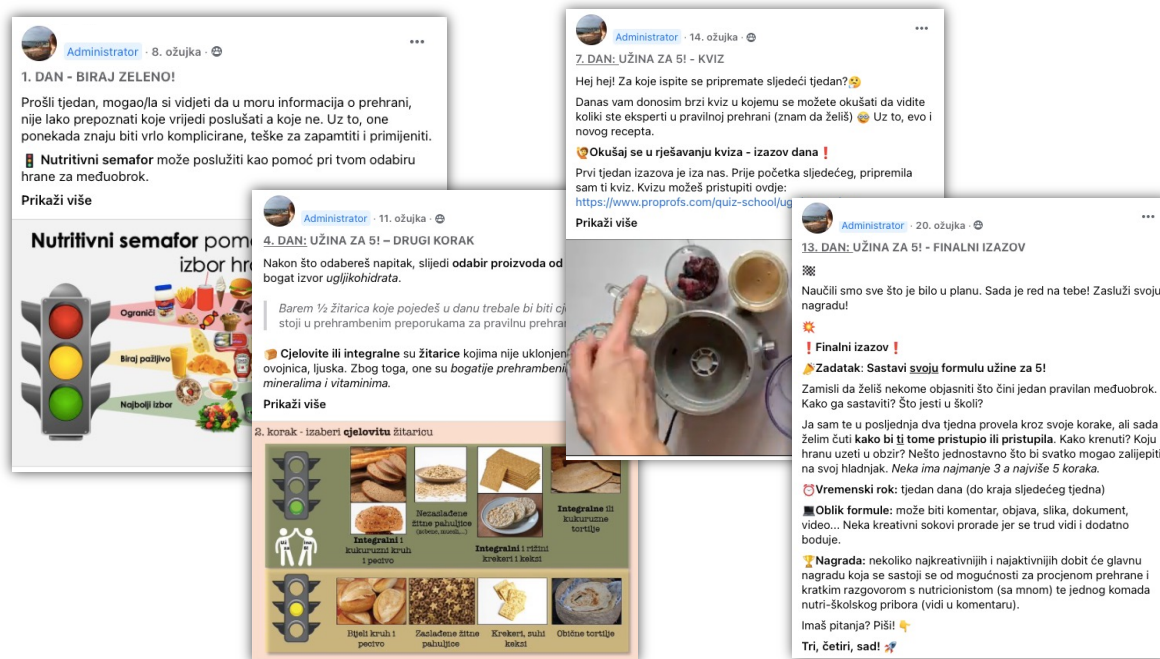 Administrator · 8. ožujka ·
1. DAN - BIRAJ ZELENO!
Prošli tjedan, mogao/la si vidjeti da u moru informacija o prehrani,
nije lako prepoznati koje vrijedi poslušati a koje ne. Uz to, one
ponekada znaju biti vrlo komplicirane, teške za zapamtiti i primijeniti.
🚦 Nutritivni semafor može poslužiti kao pomoć pri tvom odabiru
hrane za međuobrok.
Prikaži više
Nutritivni semafor
izbor
Ograniči
Biraj pažljivo
Najbolji izbor
Administrator · 11. ožujka ·
4. DAN: UŽINA ZA 5! – DRUGI KORAK
Nakon što odabereš napitak, slijedi odabir proizvoda od
bogat izvor ugljikohidrata.
Barem ½ žitarica koje pojedeš u danu trebale bi biti
stoji u prehrambenim preporukama za pravilnu
🍞 Cjelovite ili integralne su žitarice kojima nije
ovojnica, ljuska. Zbog toga, one su bogatije
mineralima i vitaminima.
Prikaži više
2. korak - izaberi cjelovitu žitaricu
Integralni i
kukuruzni kruh
i pecivo
Nezaslađene
žitne pahuljice
Integralni i rižini
krekeri i keksi
Integralne ili
kukuruzne
tortilje
Bijeli kruh i
pecivo
Zaslađene žitne
pahuljice
Krekeri, suhi
keksi
Obične tortilje
Administrator · 14. ožujka ·
7. DAN: UŽINA ZA 5! - KVIZ
Hej hej! Za koje ispite se pripremate sljedeći tjedan?🤔
Danas vam donosim brzi kviz u kojemu se možete okušati da vidite
koliki ste eksperti u pravilnoj prehrani (znam da želiš) 🤓 Uz to, evo i
novog recepta.
🙋Okušaj se u rješavanju kviza - izazov dana❗
Prvi tjedan izazova je iza nas. Prije početka sljedećeg, pripremila
sam ti kviz. Kvizu možeš pristupiti ovdje:
https://www.proprofs.com/quiz-school/
Prikaži više
Administrator · 20. ožujka ·
13. DAN: UŽINA ZA 5! - FINALNI IZAZOV
🏁
Naučili smo sve što je bilo u planu. Sada je red na tebe! Zasluži svoju
nagradu!
💥
❗Finalni izazov❗
🎉Zadatak: Sastavi svoju formulu užine za 5!
Zamisli da želiš nekome objasniti što čini jedan pravilan međuobrok.
Kako ga sastaviti? Što jesti u školi?
Ja sam te u posljednja dva tjedna provela kroz svoje korake, ali sada
želim čuti kako bi ti tome pristupio ili pristupila. Kako krenuti? Koju
hranu uzeti u obzir? Nešto jednostavno što bi svatko mogao zalijepiti
na svoj hladnjak. Neka ima najmanje 3 a najviše 5 koraka.
⏰Vremenski rok: tjedan dana (do kraja sljedećeg tjedna)
💻Oblik formule: može biti komentar, objava, slika, dokument,
video... Neka kreativni sokovi prorade jer se trud vidi i dodatno
boduje.
🏆Nagrada: nekoliko najkreativnijih i najaktivnijih dobit će glavnu
nagradu koja se sastoji se od mogućnosti za procjenom prehrane i
kratkim razgovorom s nutricionistom (sa mnom) te jednog komada
nutri-školskog pribora (vidi u komentaru).
Imaš pitanja? Piši! 👇
Tri, četiri, sad! 🚀